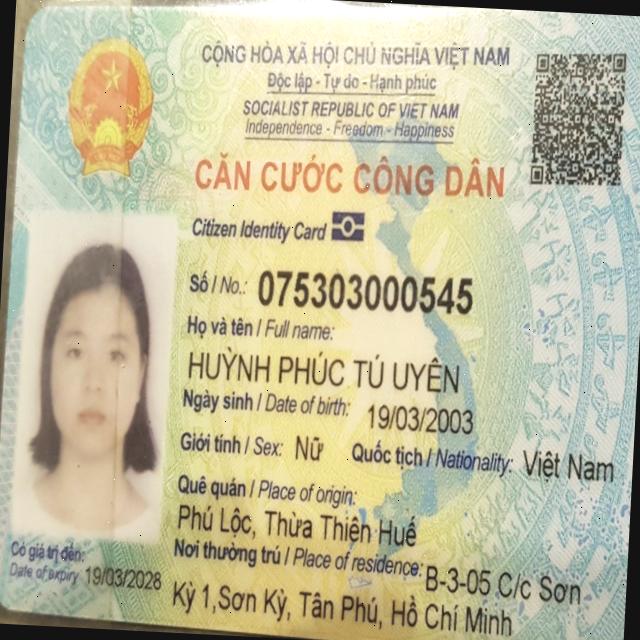 CỘNG HÒA XÃ HỘI CHỦ NGHĨA VIỆT NAM
Độc lập - Tự do - Hạnh phúc
SOCIALIST REPUBLIC OF VIET NAM
Independence - Freedom - Happiness
CĂN CƯỚC CÔNG DÂN
Citizen Identity Card
Số / No.: 075303000545
Họ và tên / Full name:
HUỲNH PHÚC TÚ UYÊN
Ngày sinh / Date of birth: 19/03/2003
Giới tính / Sex: Nữ Quốc tịch / Nationality: Việt Nam
Quê quán / Place of origin:
Phú Lộc, Thừa Thiên Huế
Nơi thường trú / Place of residence: B-3-05 C/c Sơn
Kỳ 1,Sơn Kỳ, Tân Phú, Hồ Chí Minh
Có giá trị đến:
Date of expiry 19/03/2028